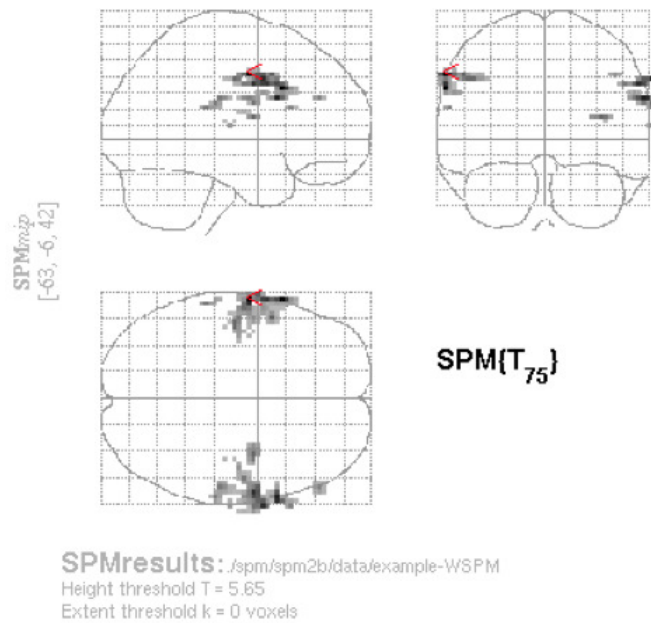 SPMmip
[-63, -6, 42]
SPM{T75}
SPMresults: ./spm/spm2b/data/example-WSPM
Height threshold T = 5.65
Extent threshold k = 0 voxels